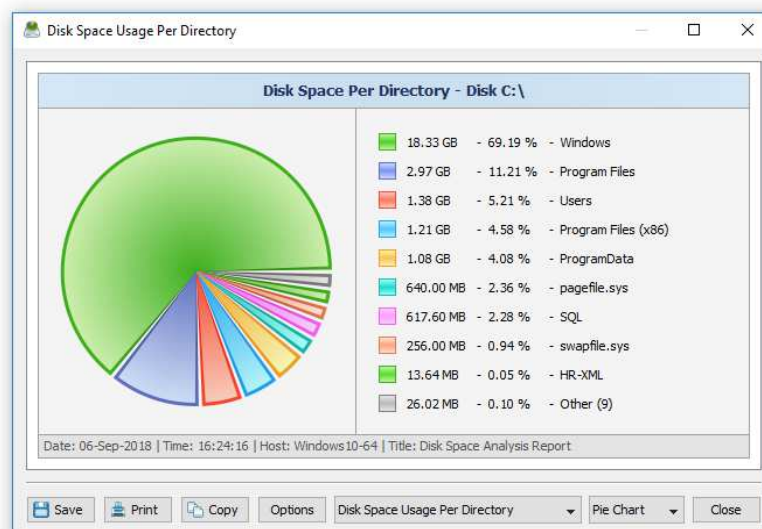 Disk Space Usage Per Directory
Disk Space Per Directory - Disk C:\
18.33 GB - 69.19 % - Windows
2.97 GB - 11.21 % - Program Files
1.38 GB - 5.21 % - Users
1.21 GB - 4.58 % - Program Files (x86)
1.08 GB - 4.08 % - ProgramData
640.00 MB - 2.36 % - pagefile.sys
617.60 MB - 2.28 % - SQL
256.00 MB - 0.94 % - swapfile.sys
13.64 MB - 0.05 % - HR-XML
26.02 MB - 0.10 % - Other (9)
Date: 06-Sep-2018 | Time: 16:24:16 | Host: Windows10-64 | Title: Disk Space Analysis Report
Save Print Copy Options Disk Space Usage Per Directory Pie Chart Close